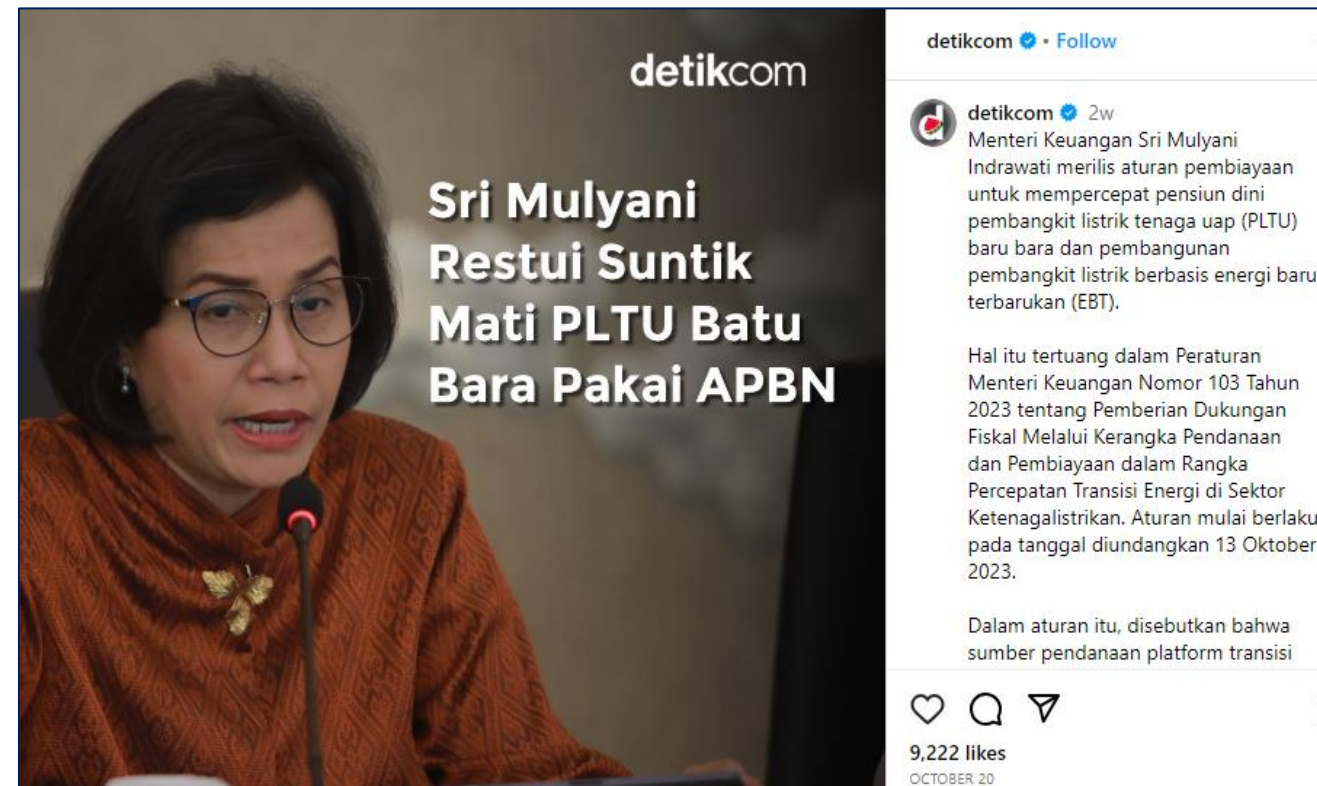 detikcom
Sri Mulyani
Restui Suntik
Mati PLTU Batu
Bara Pakai APBN
detikcom • Follow
detikcom 2w
Menteri Keuangan Sri Mulyani
Indrawati merilis aturan pembiayaan
untuk mempercepat pensiun dini
pembangkit listrik tenaga uap (PLTU)
baru bara dan pembangunan
pembangkit listrik berbasis energi baru
terbarukan (EBT).
Hal itu tertuang dalam Peraturan
Menteri Keuangan Nomor 103 Tahun
2023 tentang Pemberian Dukungan
Fiskal Melalui Kerangka Pendanaan
dan Pembiayaan dalam Rangka
Percepatan Transisi Energi di Sektor
Ketenagalistrikan. Aturan mulai berlaku
pada tanggal diundangkan 13 Oktober
2023.
Dalam aturan itu, disebutkan bahwa
sumber pendanaan platform transisi
9,222 likes
OCTOBER 20